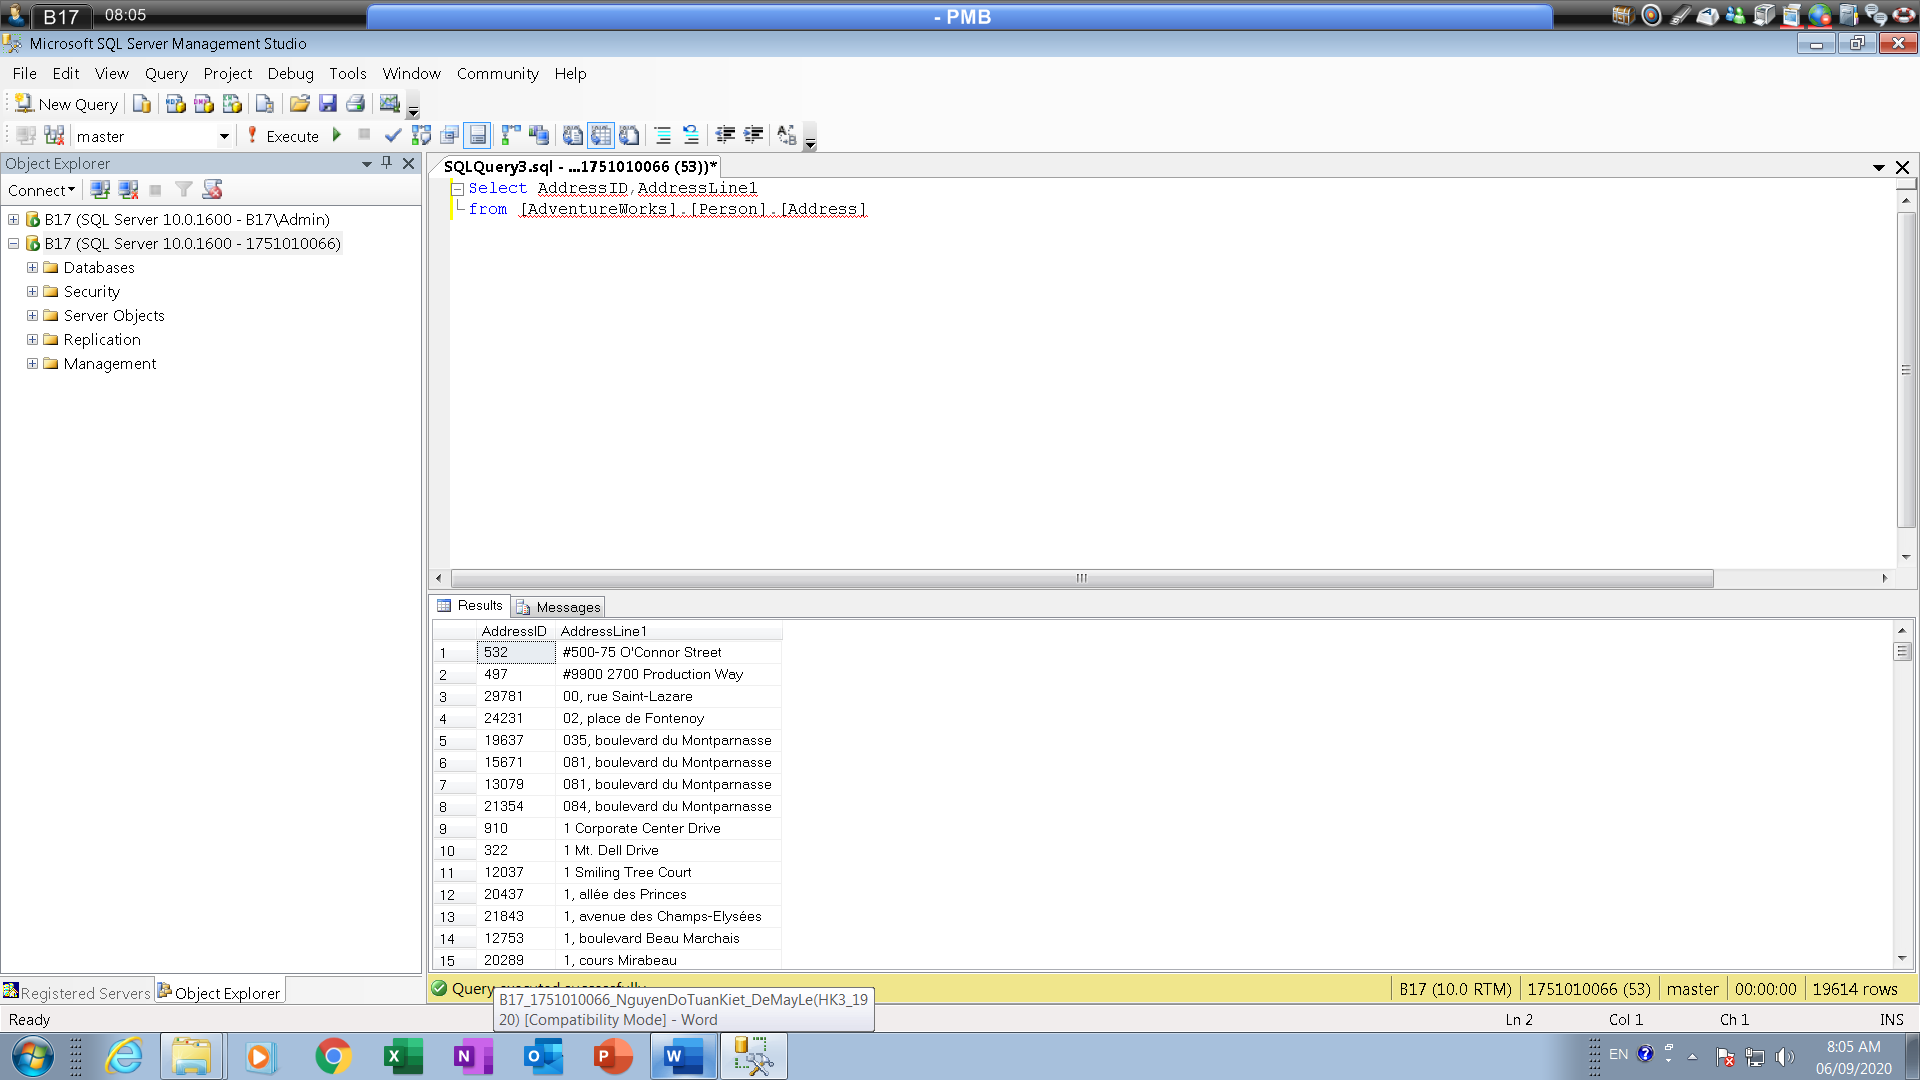 B17
08:05
- PMB
Microsoft SQL Server Management Studio
File Edit View Query Project Debug Tools Window Community Help
New Query
master
Execute
Object Explorer
SQLQuery3.sql - ...1751010066 (53))*
Connect
Select AddressID,AddressLine1
from [AdventureWorks].[Person].[Address]
B17 (SQL Server 10.0.1600 - B17\Admin)
B17 (SQL Server 10.0.1600 - 1751010066)
Databases
Security
Server Objects
Replication
Management
Results Messages
AddressID AddressLine1
1 532 #500-75 O'Connor Street
2 497 #9900 2700 Production Way
3 29781 00, rue Saint-Lazare
4 24231 02, place de Fontenoy
5 19637 035, boulevard du Montparnasse
6 15671 081, boulevard du Montparnasse
7 13079 081, boulevard du Montparnasse
8 21354 084, boulevard du Montparnasse
9 910 1 Corporate Center Drive
10 322 1 Mt. Dell Drive
11 12037 1 Smiling Tree Court
12 20437 1, allée des Princes
13 21843 1, avenue des Champs-Elysées
14 12753 1, boulevard Beau Marchais
15 20289 1, cours Mirabeau
Registered Servers Object Explorer
Query executed successfully
B17 (10.0 RTM) 1751010066 (53) master 00:00:00 19614 rows
B17_1751010066_NguyenDoTuanKiet_DeMayLe(HK3_19
20) [Compatibility Mode] - Word
Ready
Ln 2 Col 1 Ch 1 INS
EN
8:05 AM
06/09/2020